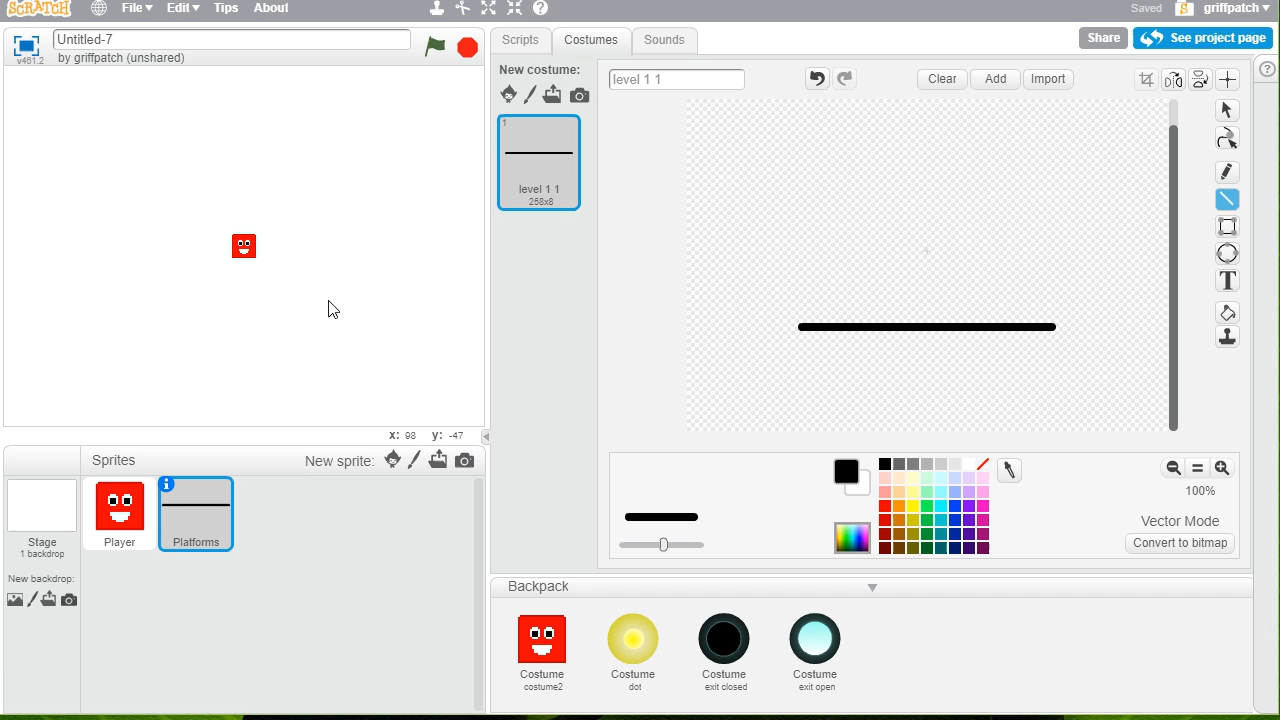 SCRATCH
File Edit Tips About
Saved griffpatch
v461.2
Untitled-7
by griffpatch (unshared)
Scripts Costumes Sounds
Share See project page
New costume:
1
level 1 1
258x8
level 1 1
Clear Add Import
T
x: 98 y: -47
Sprites New sprite:
Stage
1 backdrop
New backdrop:
Player
Platforms
100%
Vector Mode
Convert to bitmap
Backpack
Costume
costume2
Costume
dot
Costume
exit closed
Costume
exit open